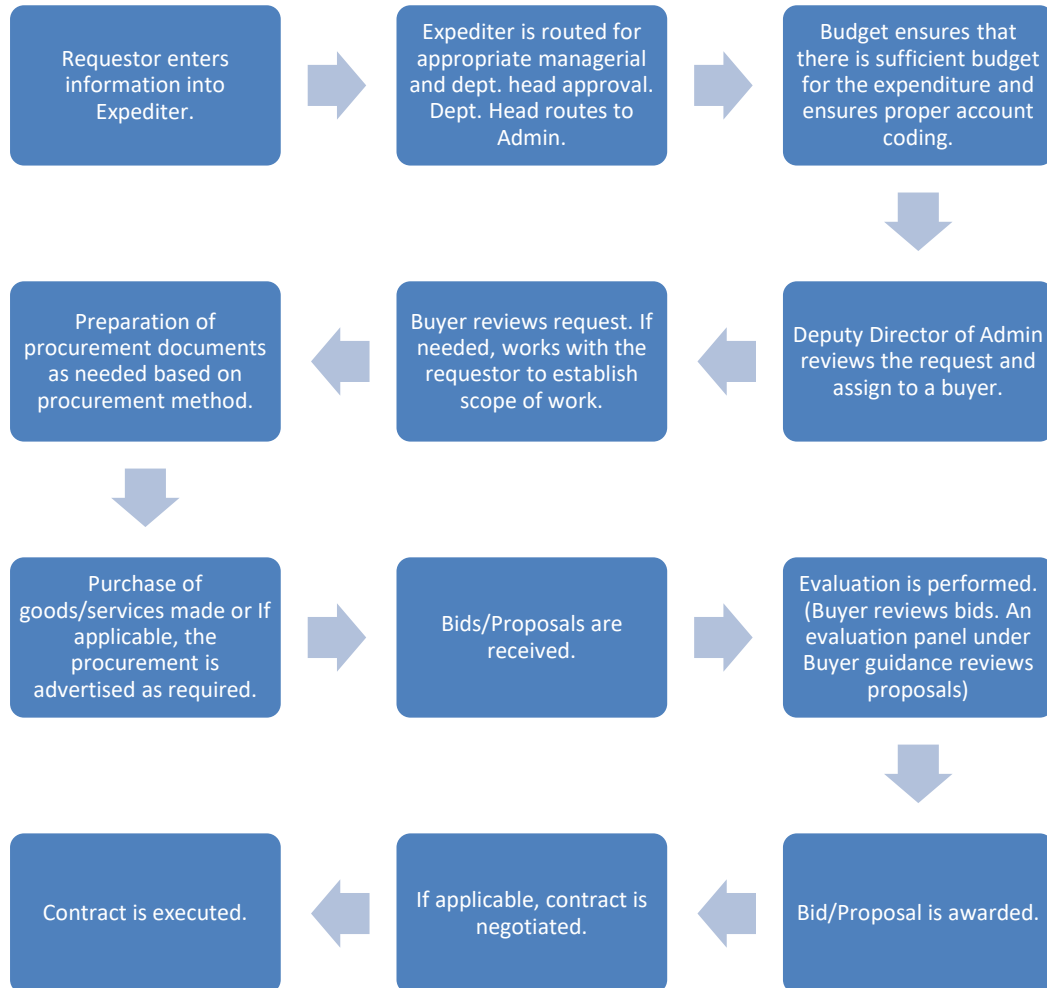 Requestor enters
information into
Expediter.
Expediter is routed for
appropriate managerial
and dept. head approval.
Dept. Head routes to
Admin.
Budget ensures that
there is sufficient budget
for the expenditure and
ensures proper account
coding.
Deputy Director of Admin
reviews the request and
assign to a buyer.
Buyer reviews request. If
needed, works with the
requestor to establish
scope of work.
Preparation of
procurement documents
as needed based on
procurement method.
Purchase of
goods/services made or If
applicable, the
procurement is
advertised as required.
Bids/Proposals are
received.
Evaluation is performed.
(Buyer reviews bids. An
evaluation panel under
Buyer guidance reviews
proposals)
Bid/Proposal is awarded.
If applicable, contract is
negotiated.
Contract is executed.